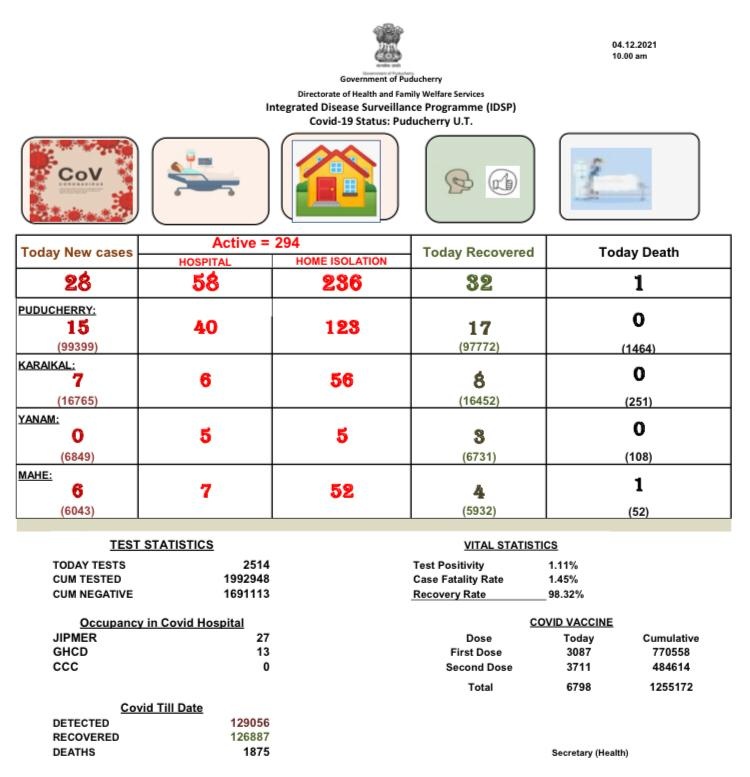 04.12.2021
10.00 am
Government of Puducherry
Government of Puducherry
Directorate of Health and Family Welfare Services
Integrated Disease Surveillance Programme (IDSP)
Covid-19 Status: Puducherry U.T.
CoV
CORONAVIRUS
Today New cases Active = 294 Today Recovered Today Death
HOSPITAL HOME ISOLATION
28 58 236 32 1
PUDUCHERRY:
15 40 123 17 0
(99399) (97772) (1464)
KARAIKAL:
7 6 56 8 0
(16765) (16452) (251)
YANAM:
0 5 5 3 0
(6849) (6731) (108)
MAHE:
6 7 52 4 1
(6043) (5932) (52)
TEST STATISTICS
TODAY TESTS 2514
CUM TESTED 1992948
CUM NEGATIVE 1691113
VITAL STATISTICS
Test Positivity 1.11%
Case Fatality Rate 1.45%
Recovery Rate 98.32%
Occupancy in Covid Hospital
JIPMER 27
GHCD 13
CCC 0
COVID VACCINE
Dose Today Cumulative
First Dose 3087 770558
Second Dose 3711 484614
Total 6798 1255172
Covid Till Date
DETECTED 129056
RECOVERED 126887
DEATHS 1875
Secretary (Health)